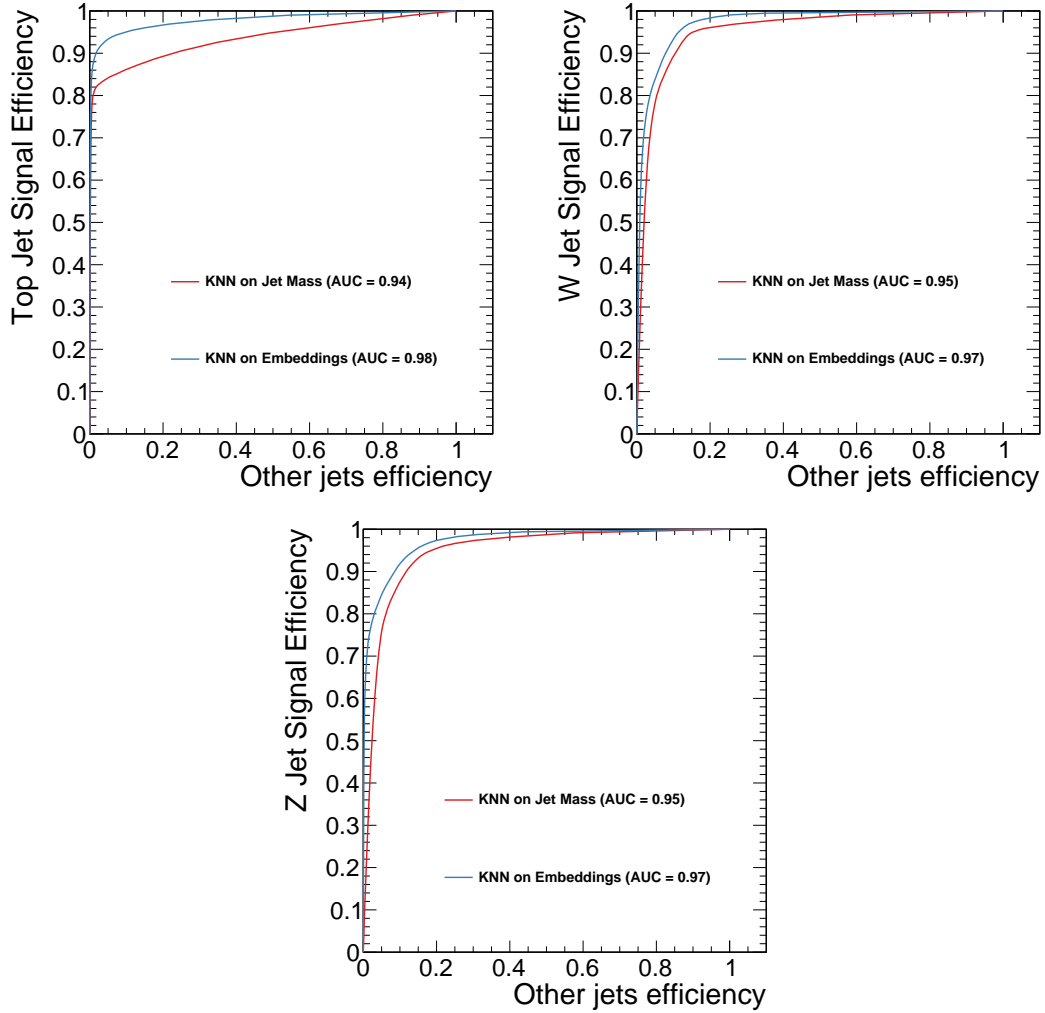 Top Jet Signal Efficiency
1
0.9
0.8
0.7
0.6
0.5
0.4
0.3
0.2
0.1
0
KNN on Jet Mass (AUC = 0.94)
KNN on Embeddings (AUC = 0.98)
0 0.2 0.4 0.6 0.8 1
Other jets efficiency
W Jet Signal Efficiency
1
0.9
0.8
0.7
0.6
0.5
0.4
0.3
0.2
0.1
0
KNN on Jet Mass (AUC = 0.95)
KNN on Embeddings (AUC = 0.97)
0 0.2 0.4 0.6 0.8 1
Other jets efficiency
Z Jet Signal Efficiency
1
0.9
0.8
0.7
0.6
0.5
0.4
0.3
0.2
0.1
0
KNN on Jet Mass (AUC = 0.95)
KNN on Embeddings (AUC = 0.97)
0 0.2 0.4 0.6 0.8 1
Other jets efficiency